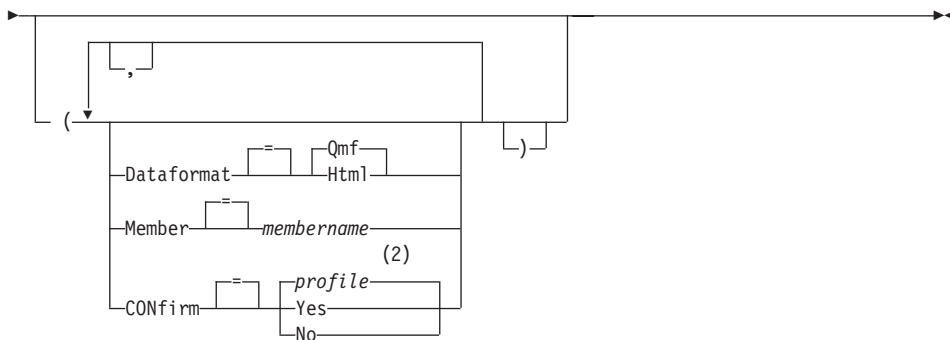 ,
(
)
=
Qmf
Dataformat
Html
=
Member
membername
(2)
=
profile
CONfirm
Yes
No